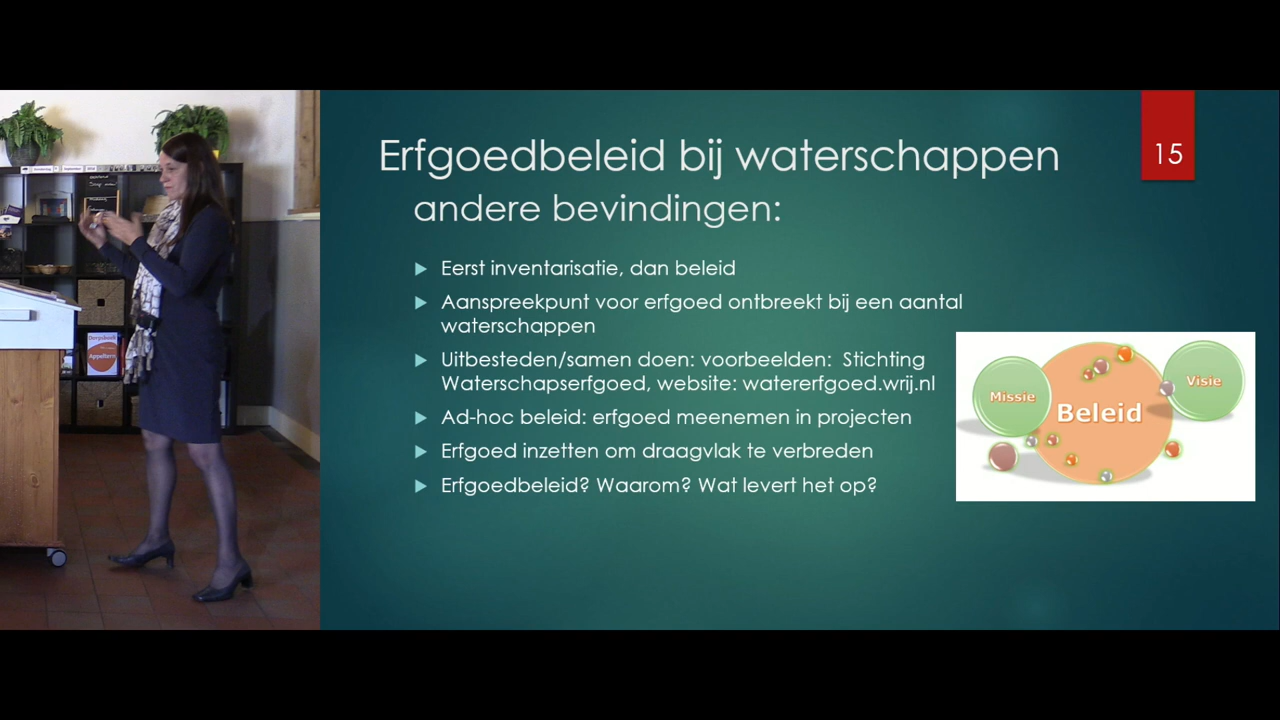 Erfgoedbeleid bij waterschappen
15
andere bevindingen:
Eerst inventarisatie, dan beleid
Aanspreekpunt voor erfgoed ontbreekt bij een aantal
waterschappen
Uitbesteden/samen doen: voorbeelden: Stichting
Waterschapserfgoed, website: watererfgoed.wrij.nl
Ad-hoc beleid: erfgoed meenemen in projecten
Erfgoed inzetten om draagvlak te verbreden
Erfgoedbeleid? Waarom? Wat levert het op?
Missie
Beleid
Visie
Appeltern